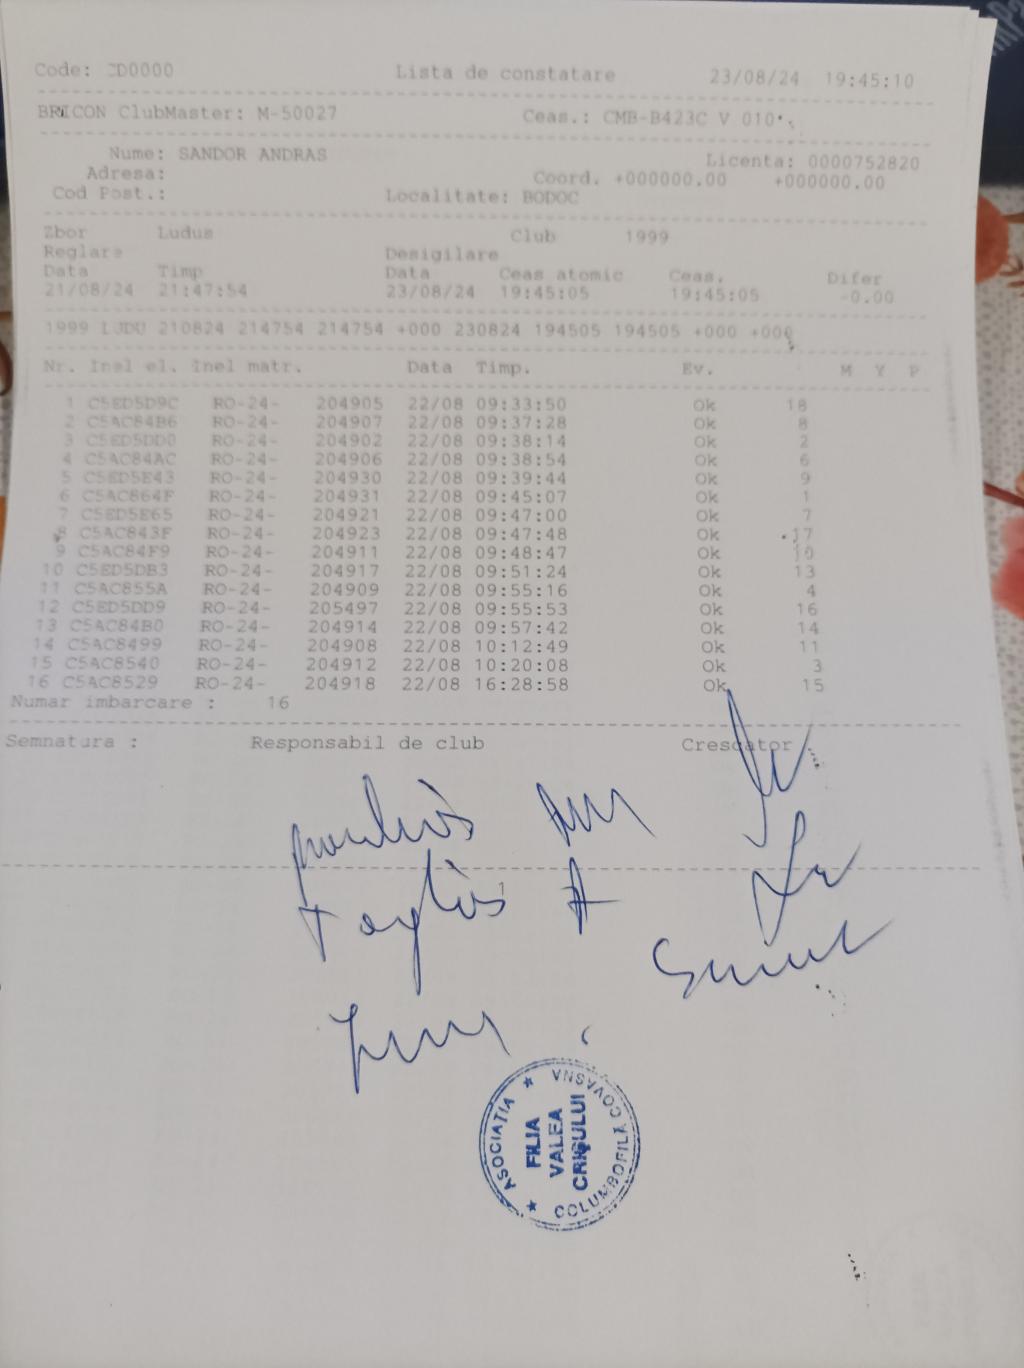 Code: CD0000 Lista de constatare 23/08/24 19:45:10
BRICON ClubMaster: M-50027 Ceas.: CMB-B423C V 010
Nume: SANDOR ANDRAS Licenta: 0000752820
Adresa: Coord. +000000.00 +000000.00
Cod Post.: Localitate: BODOC
Zbor Ludus Club 1999
Reglare Desigilare
Data Timp Data Ceas atomic Ceas. Difer
21/08/24 21:47:54 23/08/24 19:45:05 19:45:05 -0.00
1999 LUDU 210824 214754 214754 +000 230824 194505 194505 +000 +000
Nr. Inel el. Inel matr. Data Timp. Ev. M Y P
1 C5ED5D9C RO-24- 204905 22/08 09:33:50 Ok 18
2 C5AC84B6 RO-24- 204907 22/08 09:37:28 Ok 8
3 C5ED5DD0 RO-24- 204902 22/08 09:38:14 Ok 2
4 C5AC84AC RO-24- 204906 22/08 09:38:54 Ok 6
5 C5ED5E43 RO-24- 204930 22/08 09:39:44 Ok 9
6 C5AC864F RO-24- 204931 22/08 09:45:07 Ok 1
7 C5ED5E65 RO-24- 204921 22/08 09:47:00 Ok 7
8 C5AC843F RO-24- 204923 22/08 09:47:48 Ok 17
9 C5AC84F9 RO-24- 204911 22/08 09:48:47 Ok 10
10 C5ED5DB3 RO-24- 204917 22/08 09:51:24 Ok 13
11 C5AC855A RO-24- 204909 22/08 09:55:16 Ok 4
12 C5ED5DD9 RO-24- 205497 22/08 09:55:53 Ok 16
13 C5AC84B0 RO-24- 204914 22/08 09:57:42 Ok 14
14 C5AC8499 RO-24- 204908 22/08 10:12:49 Ok 11
15 C5AC8540 RO-24- 204912 22/08 10:20:08 Ok 3
16 C5AC8529 RO-24- 204918 22/08 16:28:58 Ok 15
Numar imbarcare : 16
Semnatura : Responsabil de club Crescator
1
ASOCIAȚIA COLUMBOFILĂ COVASNA
FILIA
VALEA
CRIȘULUI